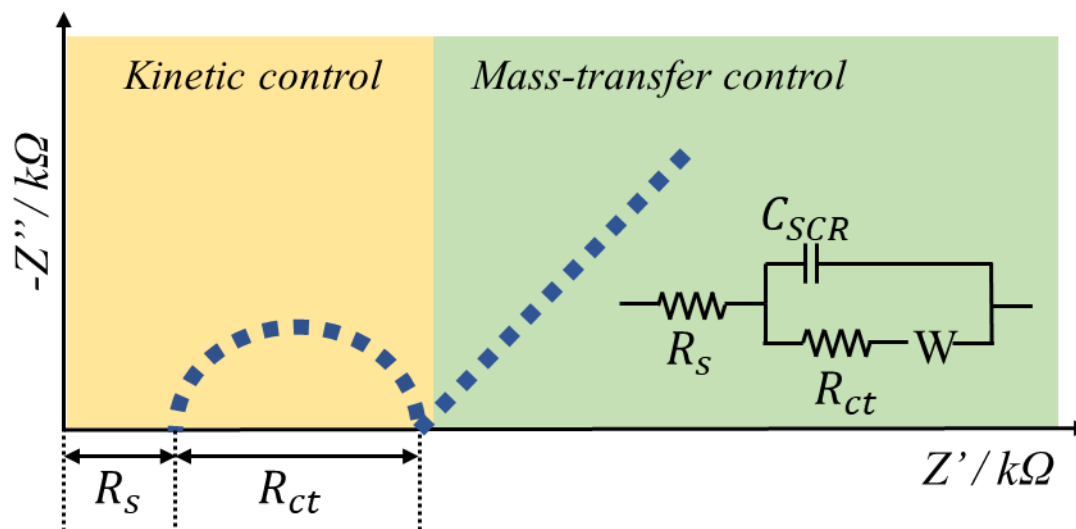 Kinetic control
Mass-transfer control
-Z''/ kΩ
C_SCR
R_s
W
R_ct
R_s
R_ct
Z'/ kΩ